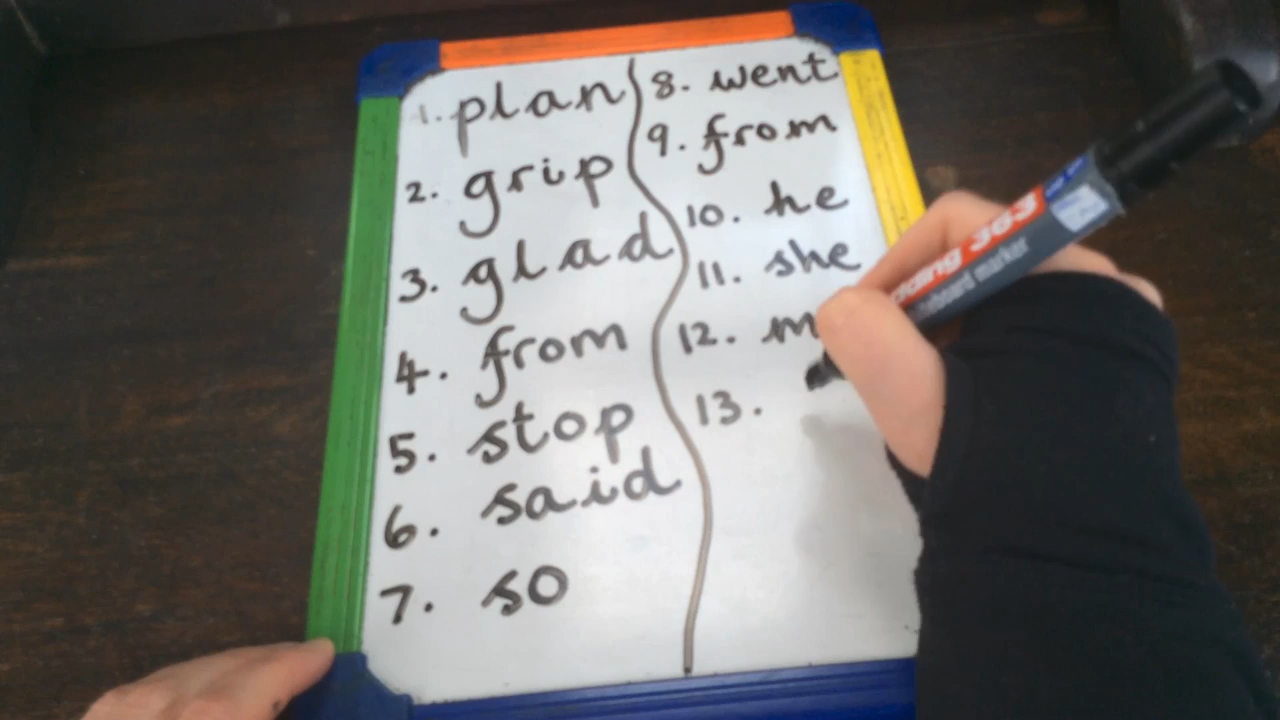 1. plan
2. grip
3. glad
4. from
5. stop
6. said
7. so
8. went
9. from
10. he
11. she
12.
13.
edding 363
board marker